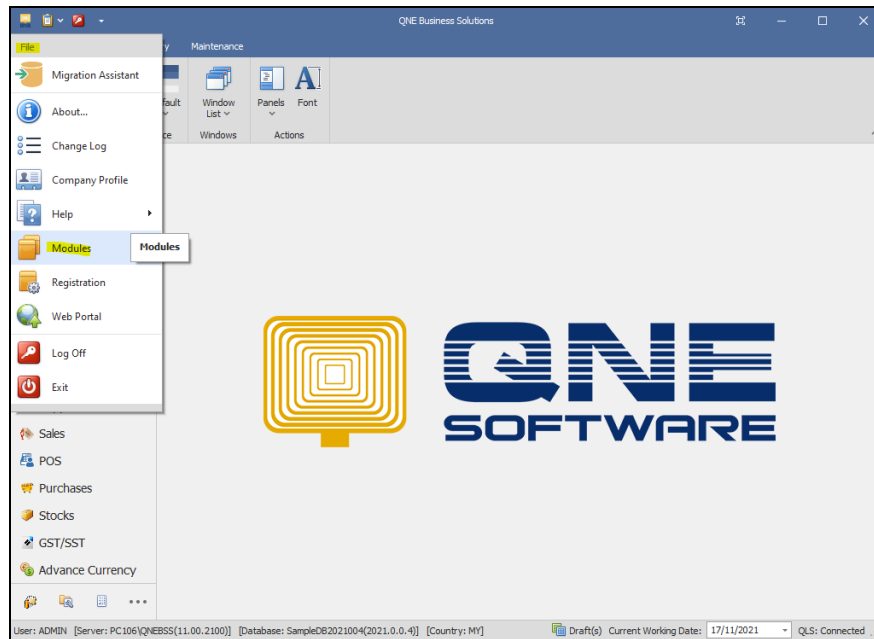 QNE Business Solutions
File
y
Maintenance
Migration Assistant
About...
Change Log
Company Profile
Help
Modules
Modules
Registration
Web Portal
Log Off
Exit
fault
Window
List
Panels
Font
ce
Windows
Actions
QNE
SOFTWARE
Sales
POS
Purchases
Stocks
GST/SST
Advance Currency
User: ADMIN [Server: PC106\QNEBSS(11.00.2100)] [Database: SampleDB2021004(2021.0.0.4)] [Country: MY] Draft(s) Current Working Date: 17/11/2021 QLS: Connected